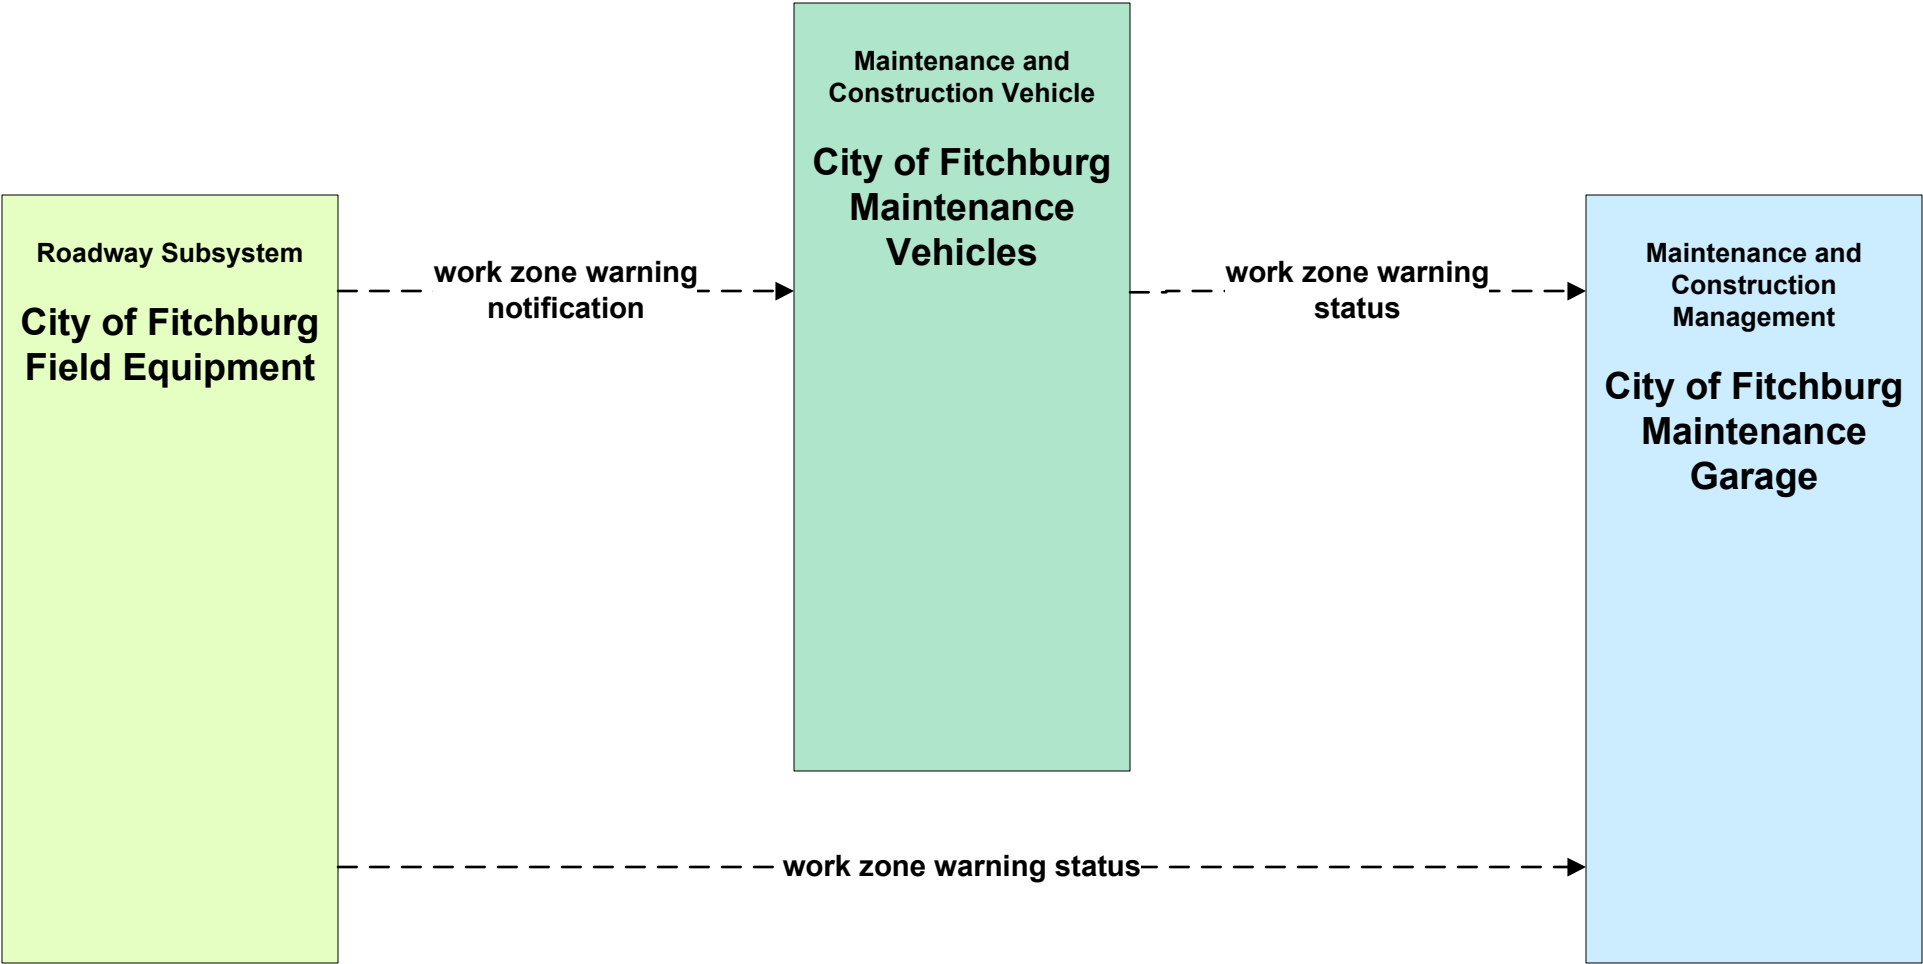 Maintenance and
Construction Vehicle
City of Fitchburg
Maintenance
Vehicles
Roadway Subsystem
City of Fitchburg
Field Equipment
work zone warning
notification
work zone warning
status
Maintenance and
Construction
Management
City of Fitchburg
Maintenance
Garage
work zone warning status